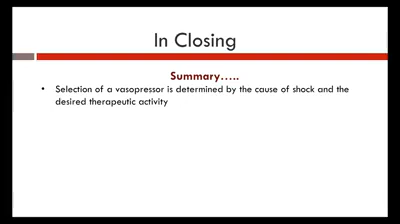 In Closing
Summary.....
• Selection of a vasopressor is determined by the cause of shock and the
desired therapeutic activity